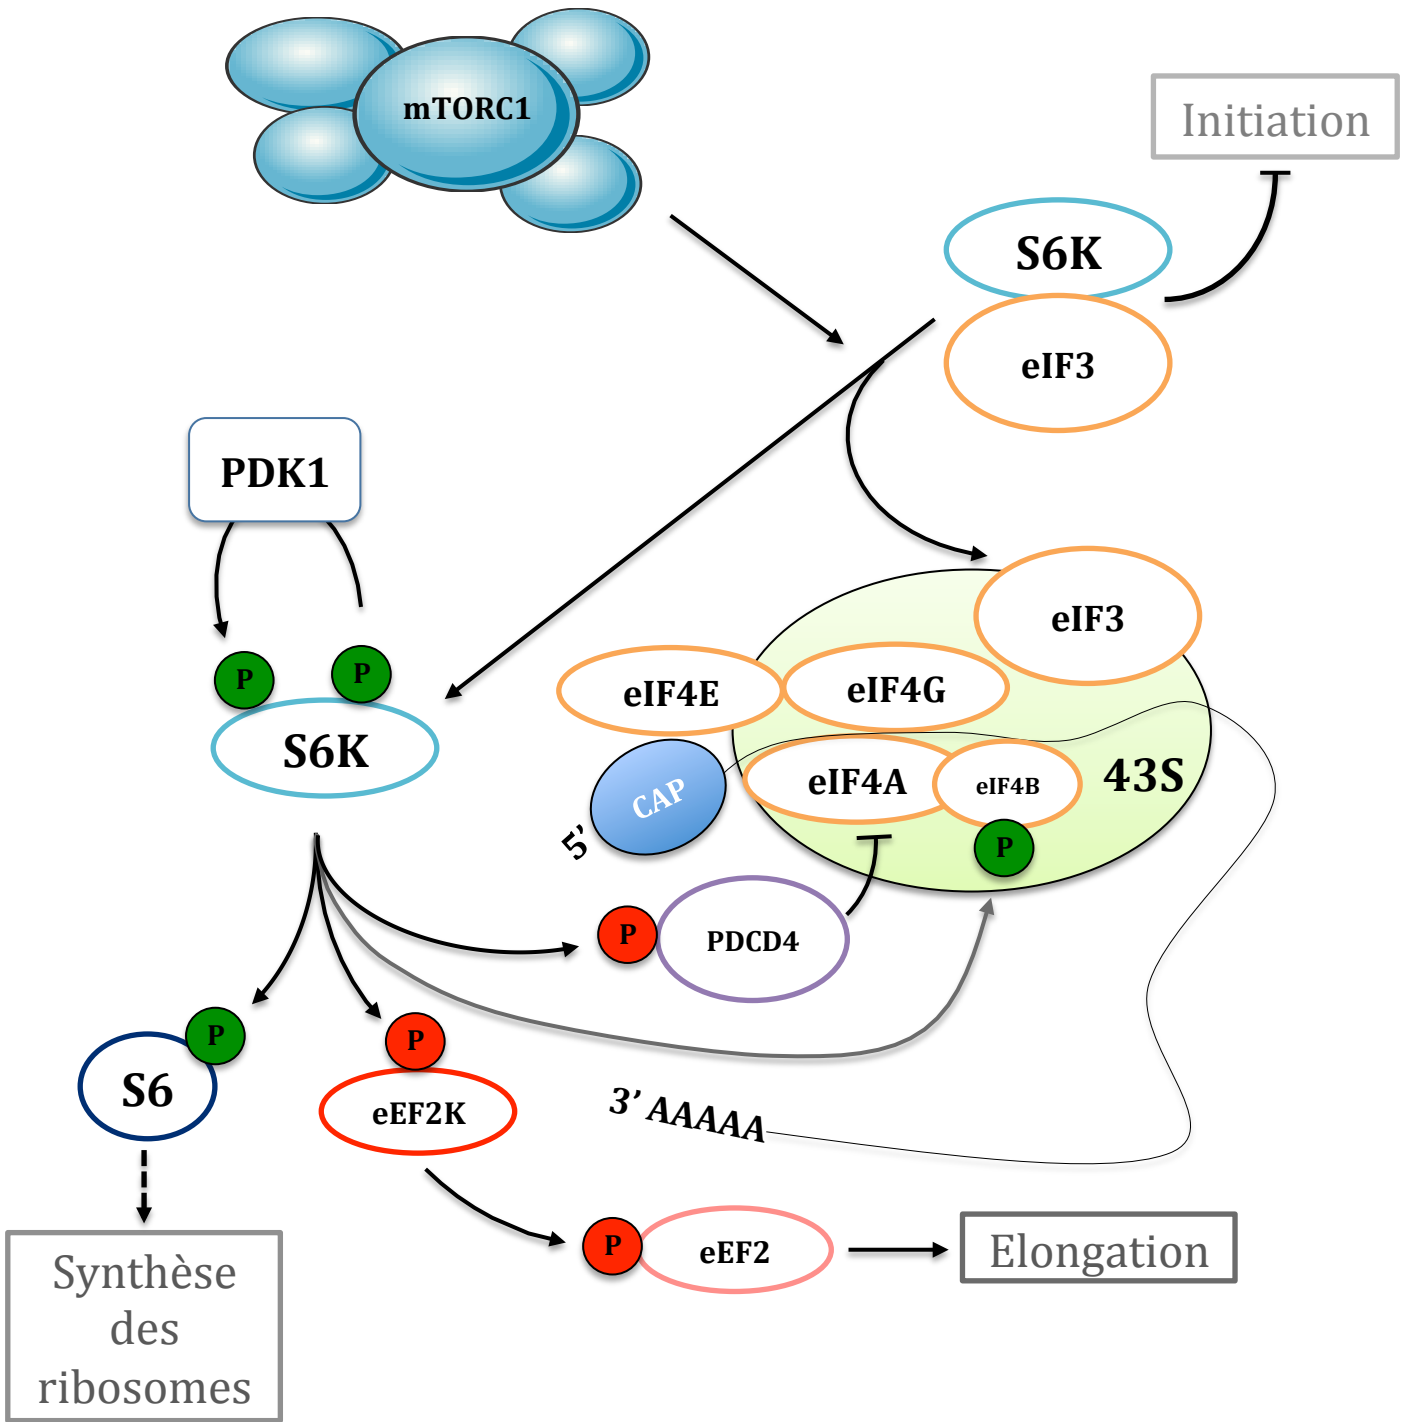 mTORC1
Initiation
S6K
eIF3
PDK1
eIF3
P
P
eIF4E
eIF4G
S6K
eIF4A
eIF4B
43S
CAP
5’
P
P
PDCD4
P
S6
P
eEF2K
3’ AAAAA
P
eEF2
Elongation
Synthèse
des
ribosomes